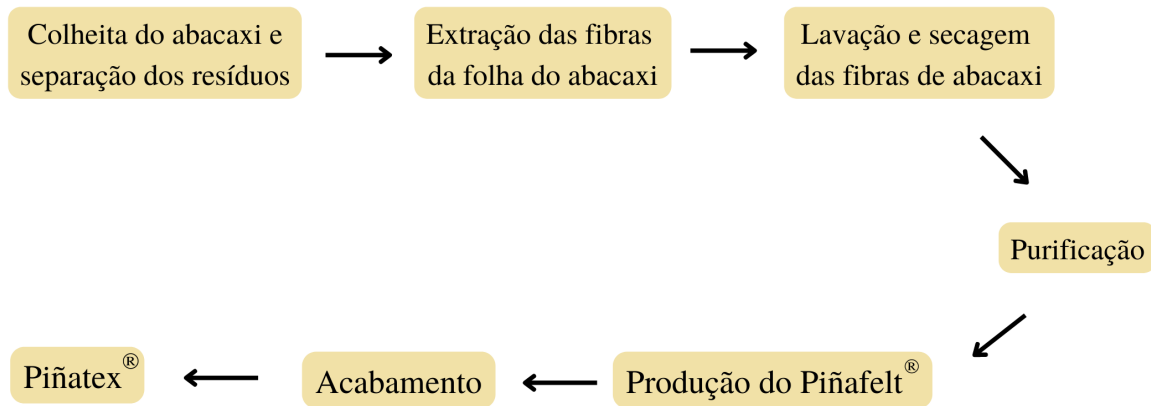 Colheita do abacaxi e
separação dos resíduos
Extração das fibras
da folha do abacaxi
Lavação e secagem
das fibras de abacaxi
Purificação
Produção do Piñafelt®
Acabamento
Piñatex®